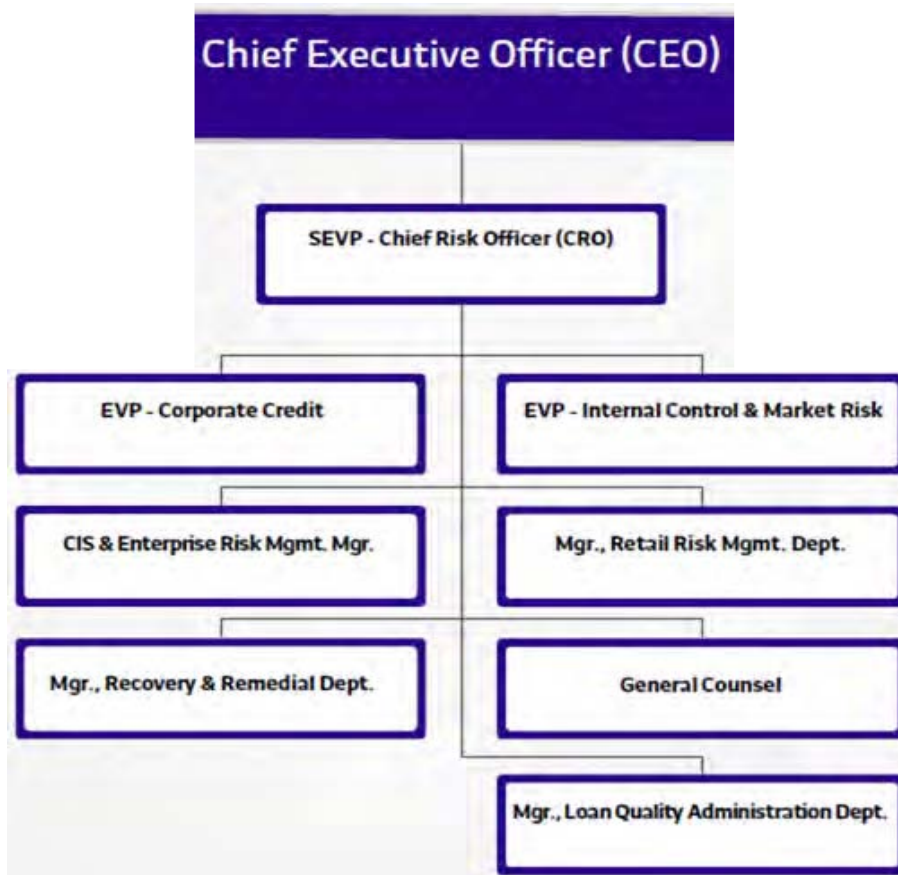 Chief Executive Officer (CEO)
SEVP - Chief Risk Officer (CRO)
EVP - Corporate Credit
EVP - Internal Control & Market Risk
CIS & Enterprise Risk Mgmt. Mgr.
Mgr., Retail Risk Mgmt. Dept.
Mgr., Recovery & Remedial Dept.
General Counsel
Mgr., Loan Quality Administration Dept.